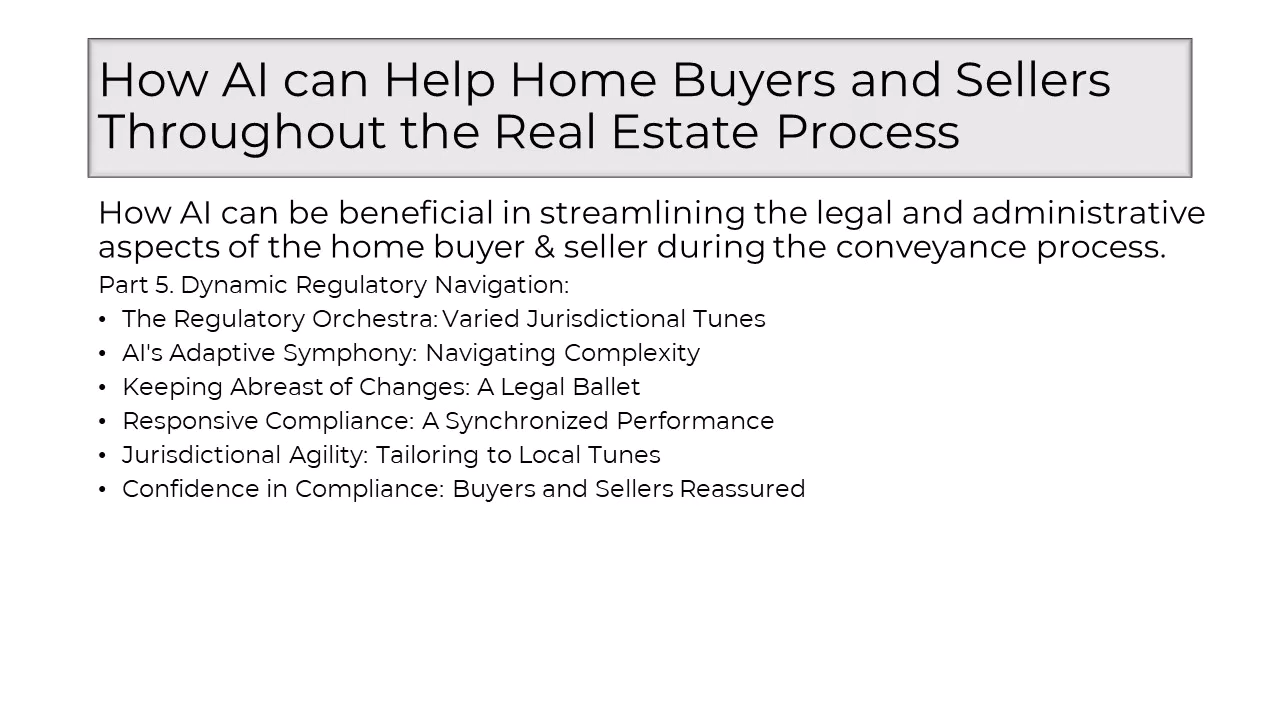 How AI can Help Home Buyers and Sellers
Throughout the Real Estate Process
How AI can be beneficial in streamlining the legal and administrative
aspects of the home buyer & seller during the conveyance process.
Part 5. Dynamic Regulatory Navigation:
• The Regulatory Orchestra: Varied Jurisdictional Tunes
• AI's Adaptive Symphony: Navigating Complexity
• Keeping Abreast of Changes: A Legal Ballet
• Responsive Compliance: A Synchronized Performance
• Jurisdictional Agility: Tailoring to Local Tunes
• Confidence in Compliance: Buyers and Sellers Reassured